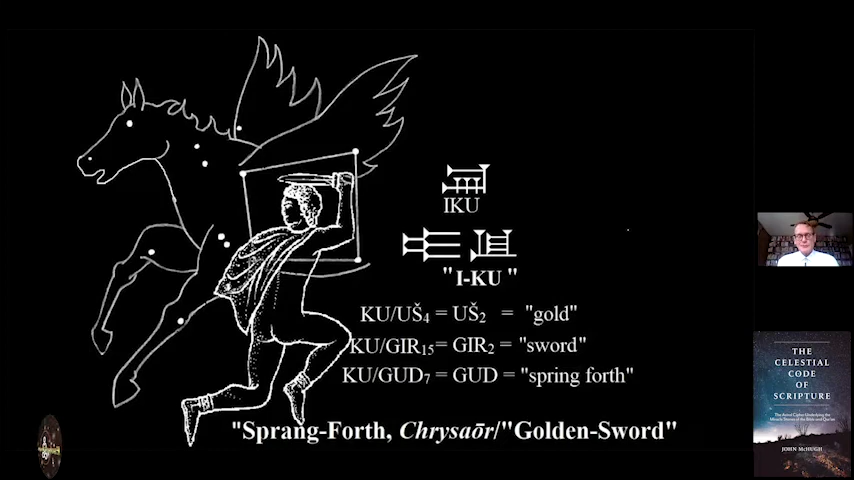 IKU
"I-KU "
KU/UŠ₄ = UŠ₂ = "gold"
KU/GIR₁₅= GIR₂ = "sword"
KU/GUD₇ = GUD = "spring forth"
"Sprang-Forth, Chrysaōr/"Golden-Sword"
THE
CELESTIAL
CODE
OF
SCRIPTURE
JOHN McHUGH